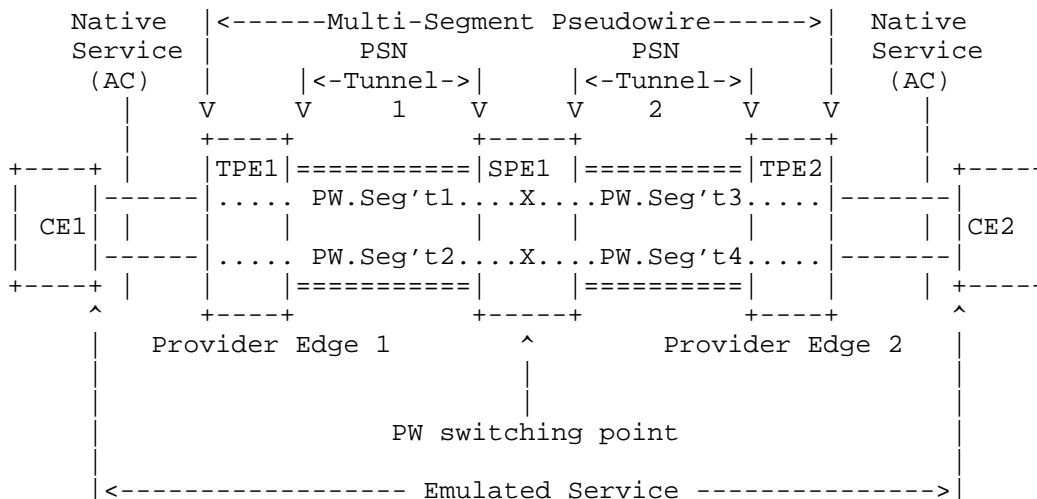 Native |<------Multi-Segment Pseudowire------>| Native
Service | PSN PSN | Service
(AC) | |<-Tunnel->| |<-Tunnel->| | (AC)
| V V 1 V V 2 V V |
| +----+ +-----+ +----+ |
+----+ | |TPE1|===========|SPE1 |==========|TPE2| | +----
| |------|..... PW.Seg't1....X....PW.Seg't3.....|-------|
| CE1| | | | | | | | | |CE2
| |------|..... PW.Seg't2....X....PW.Seg't4.....|-------|
+----+ | | |===========| |==========| | | +----
^ +----+ +-----+ +----+ ^
| Provider Edge 1 ^ Provider Edge 2 |
| | |
| | |
| | |
| PW switching point |
| |
|<------------------ Emulated Service --------------->|